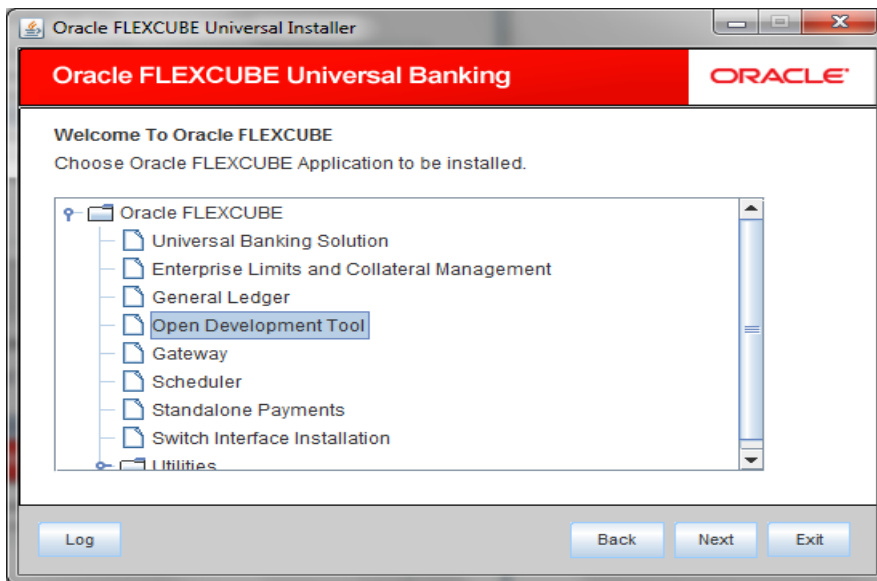 Oracle FLEXCUBE Universal Installer
Oracle FLEXCUBE Universal Banking
ORACLE
Welcome To Oracle FLEXCUBE
Choose Oracle FLEXCUBE Application to be installed.
Oracle FLEXCUBE
Universal Banking Solution
Enterprise Limits and Collateral Management
General Ledger
Open Development Tool
Gateway
Scheduler
Standalone Payments
Switch Interface Installation
Utilities
Log Back Next Exit